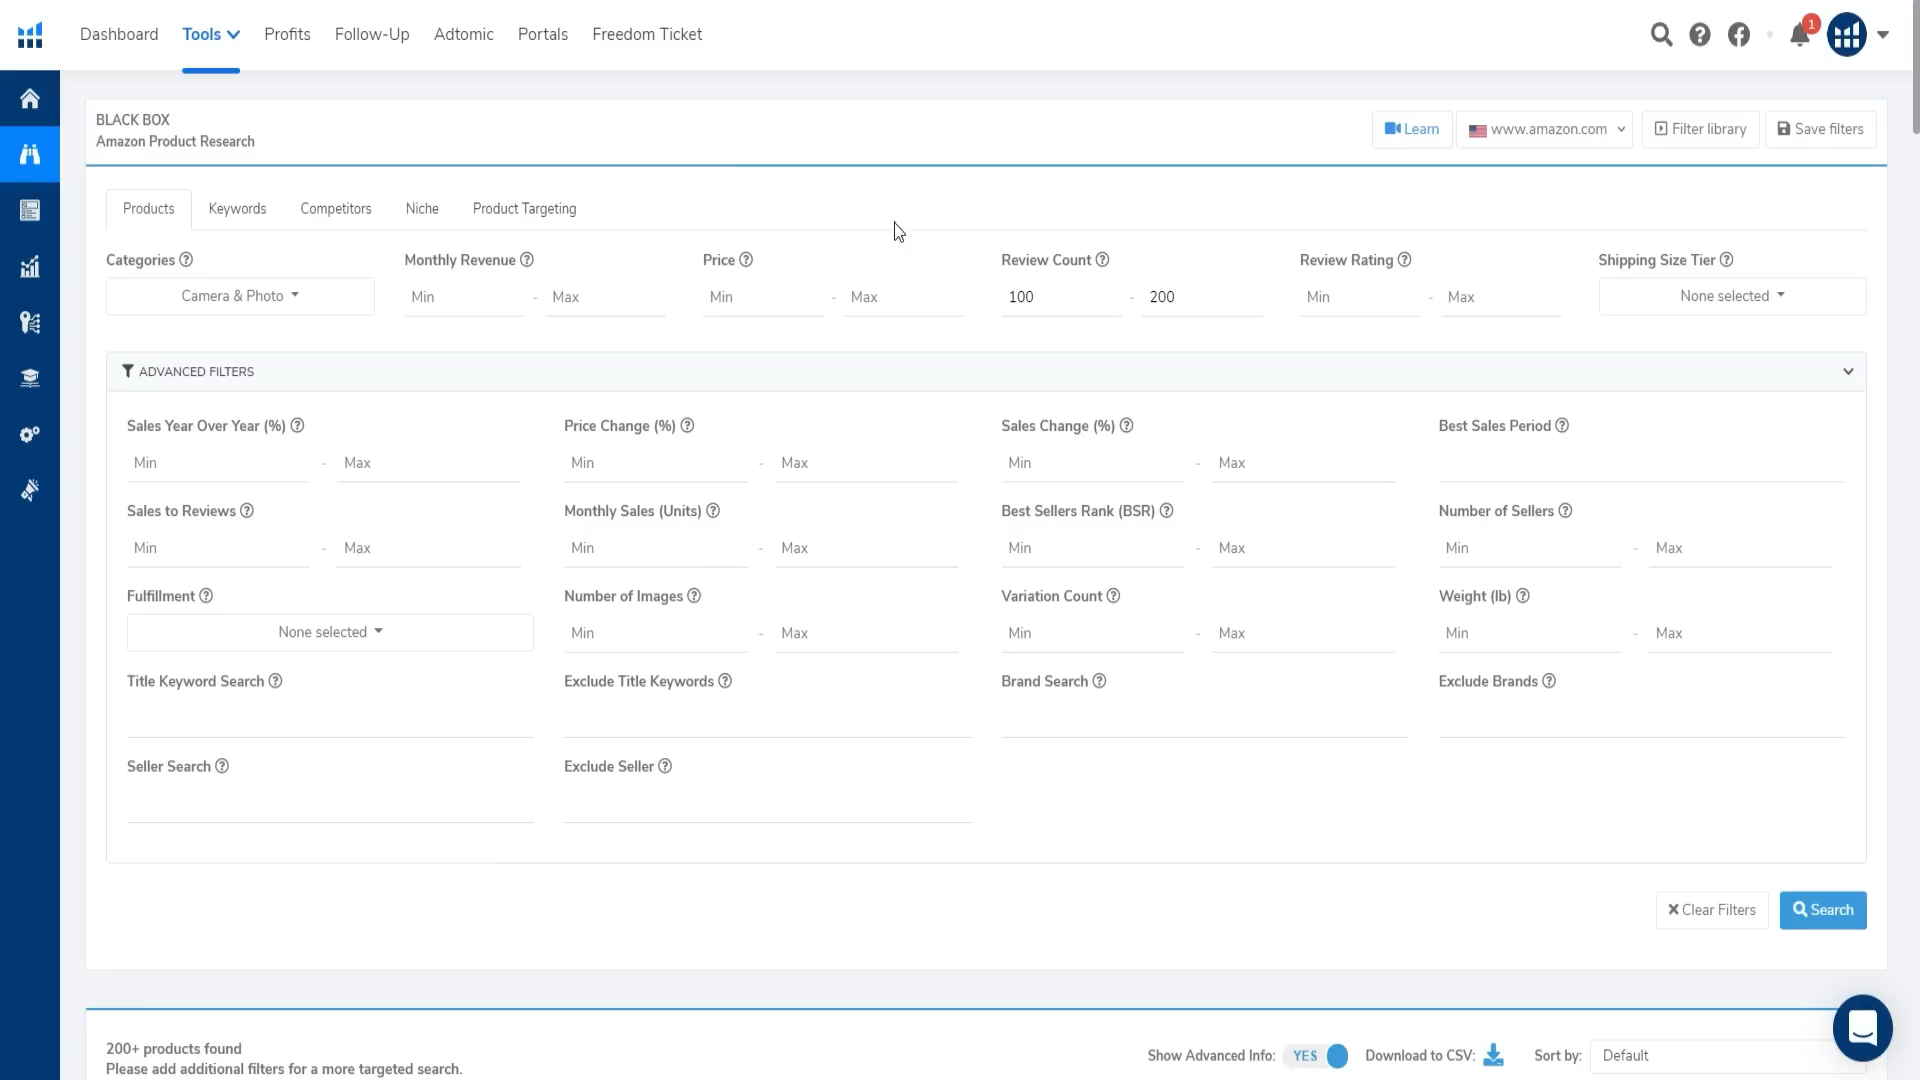 Dashboard Tools Profits Follow-Up Adtomic Portals Freedom Ticket
1
BLACK BOX
Amazon Product Research
Learn www.amazon.com Filter library Save filters
Products Keywords Competitors Niche Product Targeting
Categories Monthly Revenue Price Review Count Review Rating Shipping Size Tier
Camera & Photo Min - Max Min - Max 100 - 200 Min - Max None selected
ADVANCED FILTERS
Sales Year Over Year (%) Price Change (%) Sales Change (%) Best Sales Period
Min - Max Min - Max Min - Max
Sales to Reviews Monthly Sales (Units) Best Sellers Rank (BSR) Number of Sellers
Min - Max Min - Max Min - Max Min - Max
Fulfillment Number of Images Variation Count Weight (lb)
None selected Min - Max Min - Max Min - Max
Title Keyword Search Exclude Title Keywords Brand Search Exclude Brands
Seller Search Exclude Seller
Clear Filters Search
200+ products found
Please add additional filters for a more targeted search.
Show Advanced Info: YES Download to CSV: Sort by: Default